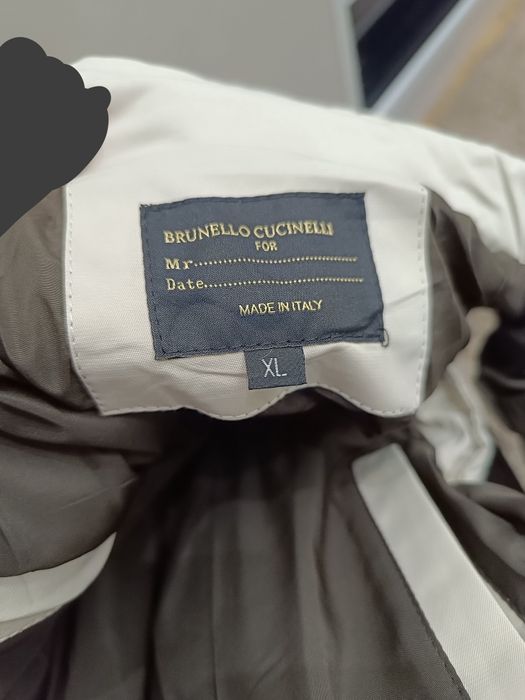 BRUNELLO CUCINELLI
FOR
Mr..............................................
Date..........................................
MADE IN ITALY
XL